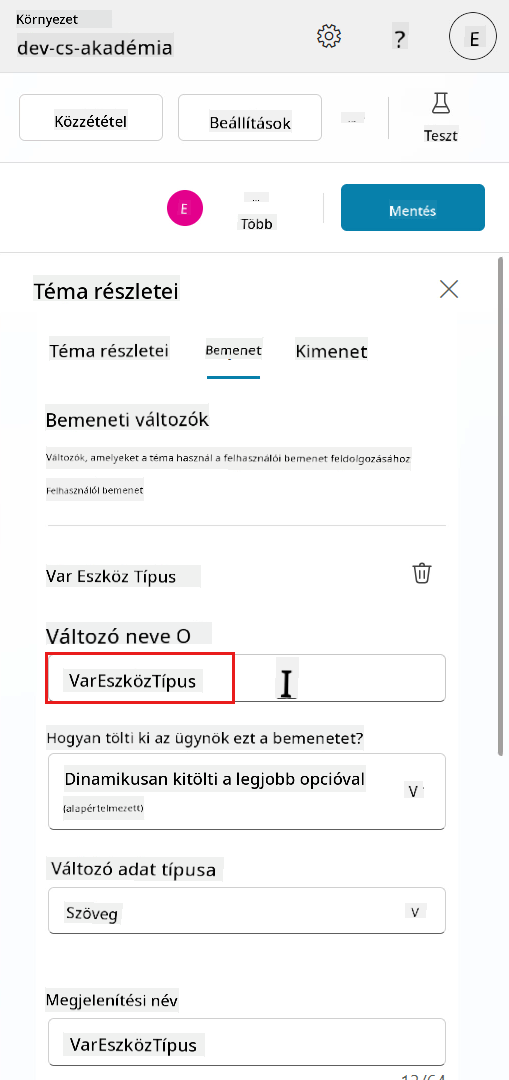 Környezet
dev-cs-akadémia
?
E
Közzététel
Beállítások
...
Teszt
E
...
Több
Mentés
Téma részletei
Téma részletei
Bemenet
Kimenet
Bemeneti változók
Változók, amelyeket a téma használ a felhasználói bemenet feldolgozásához
Felhasználói bemenet
Var Eszköz Típus
Változó neve O
VarEszközTípus
Hogyan tölti ki az ügynök ezt a bemenetet?
Dinamikusan kitölti a legjobb opcióval
(alapértelmezett)
V
Változó adat típusa
Szöveg
V
Megjelenítési név
VarEszközTípus